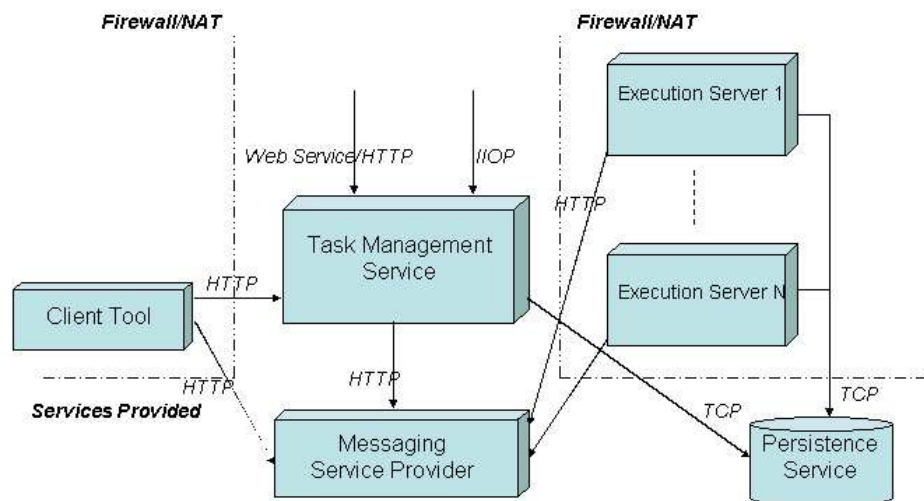 Firewall/NAT
Firewall/NAT
Execution Server 1
Web Service/HTTP
IIOP
HTTP
Task Management
Service
HTTP
Execution Server N
Client Tool
HTTP
HTTP
Services Provided
TCP
TCP
Messaging
Service Provider
Persistence
Service